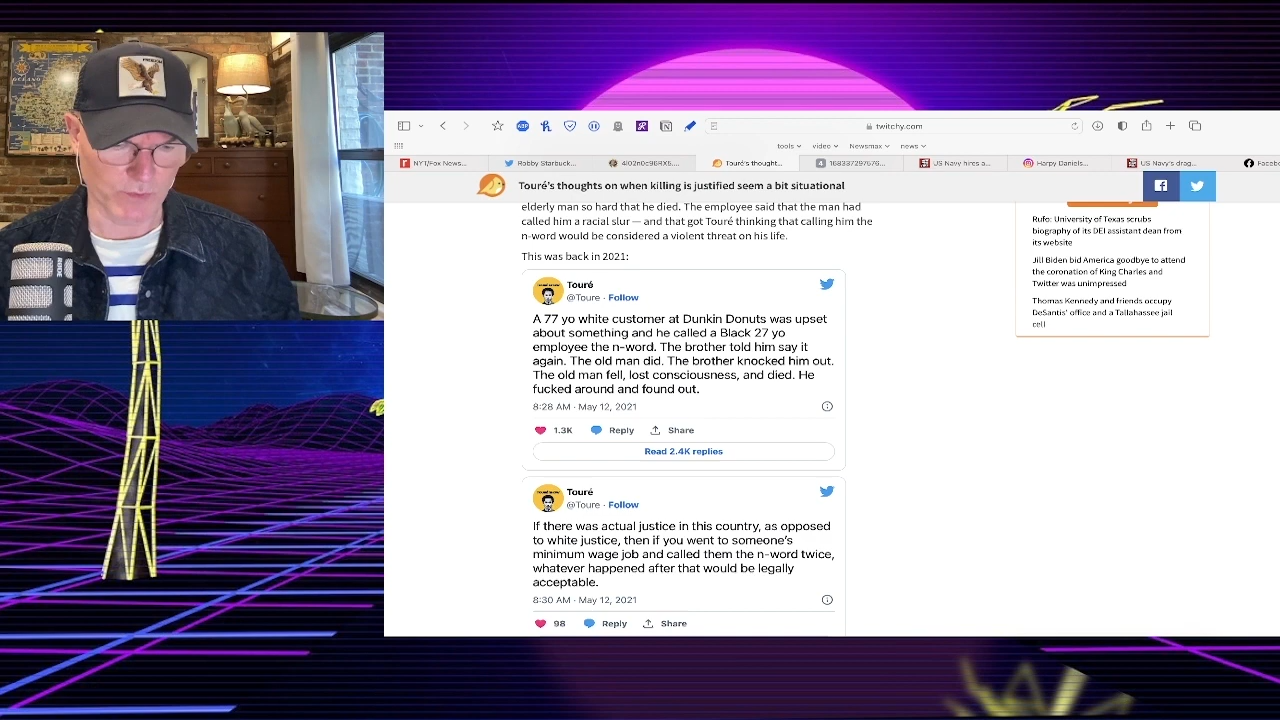 FREEDOM
OCEANO
twitchy.com
tools
video
Newsmax
news
NYT/Fox News...
Robby Starbuck...
4I02n0c96RX5....
Touré's thought...
168337297576...
US Navy hires a...
Harpy Daniels...
US Navy's drag...
Facebo
Touré's thoughts on when killing is justified seem a bit situational
elderly man so hard that he died. The employee said that the man had
called him a racial slur — and that got Touré thinking that calling him the
n-word would be considered a violent threat on his life.
This was back in 2021:
Touré
@Toure · Follow
A 77 yo white customer at Dunkin Donuts was upset
about something and he called a Black 27 yo
employee the n-word. The brother told him say it
again. The old man did. The brother knocked him out.
The old man fell, lost consciousness, and died. He
fucked around and found out.
8:28 AM · May 12, 2021
1.3K
Reply
Share
Read 2.4K replies
Touré
@Toure · Follow
If there was actual justice in this country, as opposed
to white justice, then if you went to someone's
minimum wage job and called them the n-word twice,
whatever happened after that would be legally
acceptable.
8:30 AM · May 12, 2021
98
Reply
Share
Rufo: University of Texas scrubs
biography of its DEI assistant dean from
its website
Jill Biden bid America goodbye to attend
the coronation of King Charles and
Twitter was unimpressed
Thomas Kennedy and friends occupy
DeSantis' office and a Tallahassee jail
cell